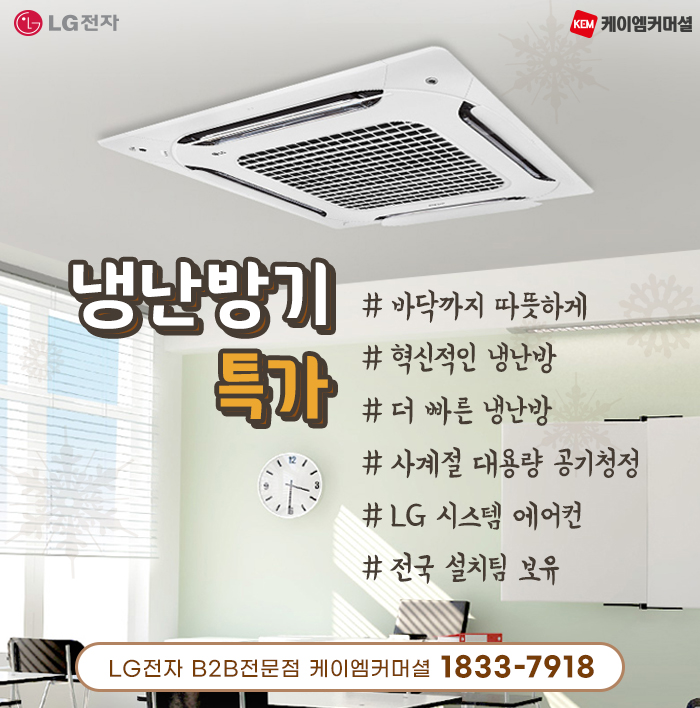 LG전자
KEM 케이엠커머셜
냉난방기
특가
# 바닥까지 따뜻하게
# 혁신적인 냉난방
# 더 빠른 냉난방
# 사계절 대용량 공기청정
# LG 시스템 에어컨
# 전국 설치팀 보유
LG전자 B2B전문점 케이엠커머셜 1833-7918